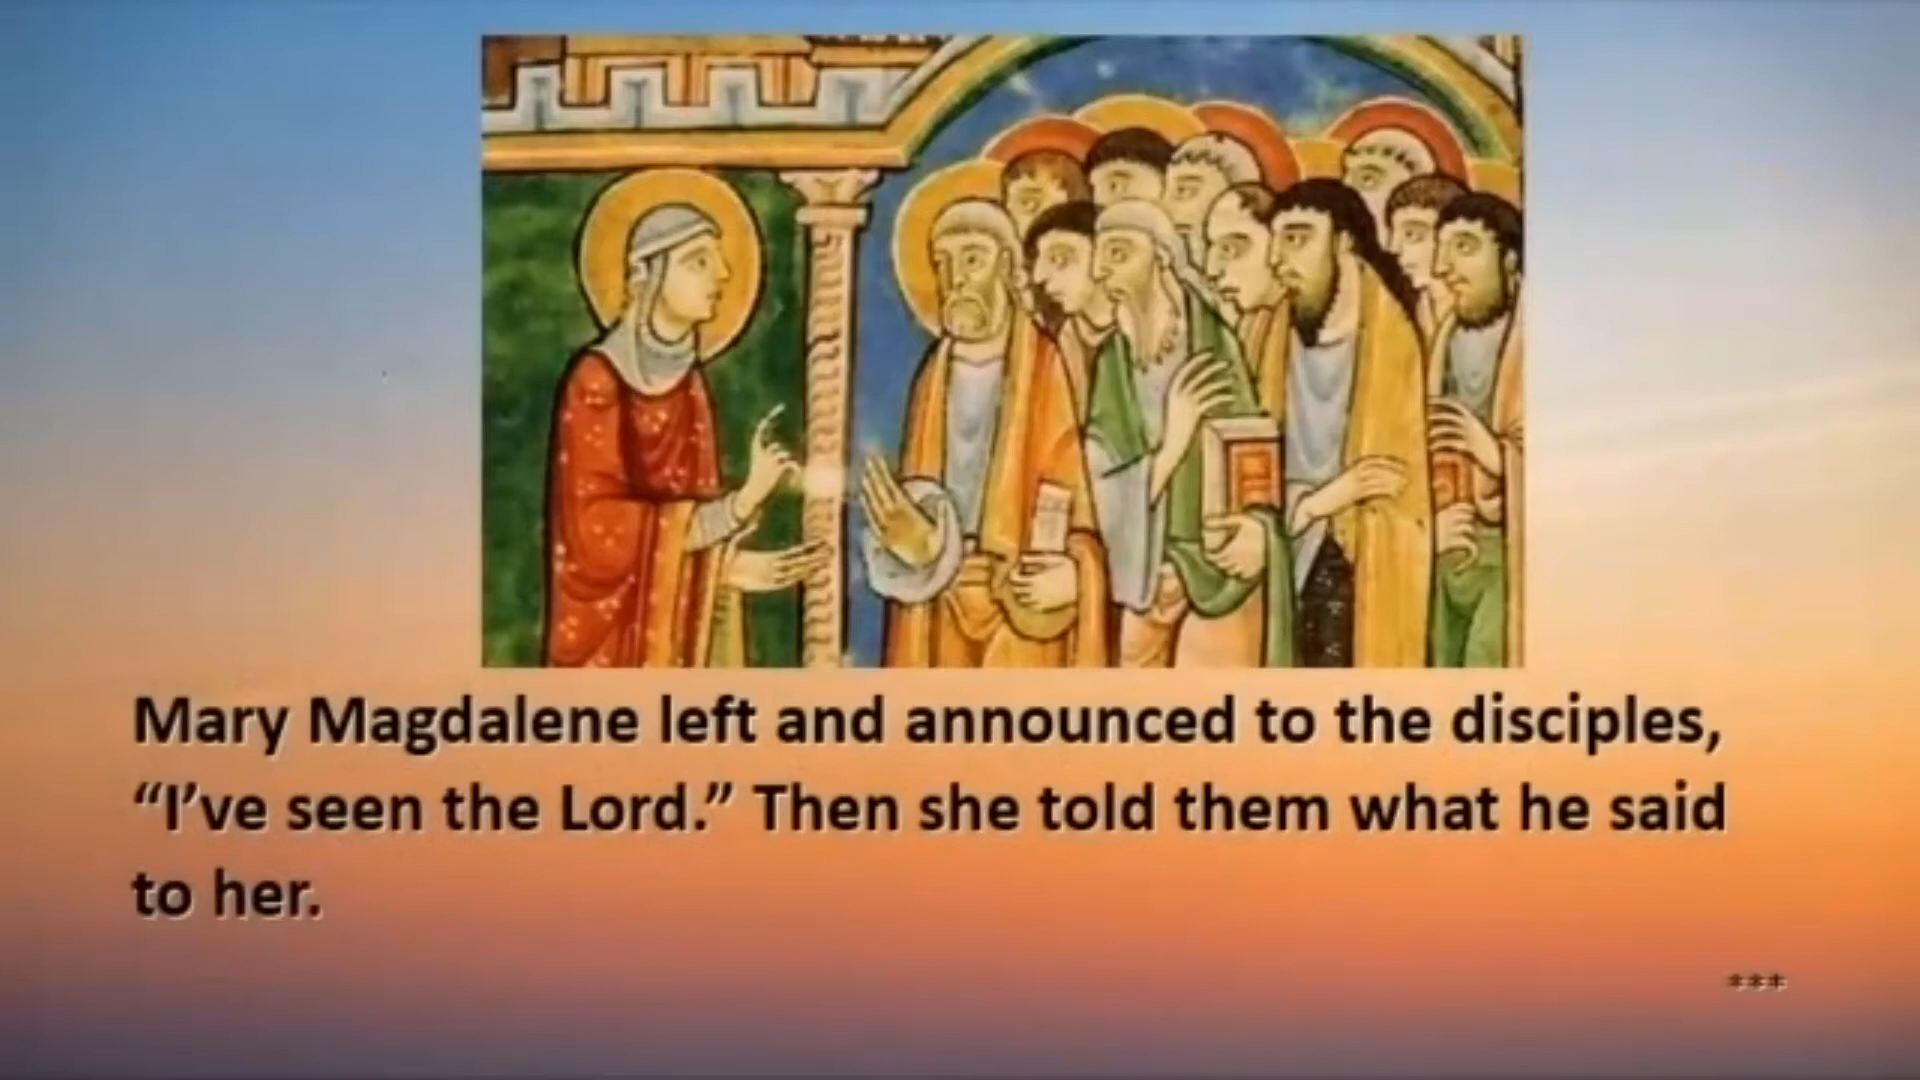 Mary Magdalene left and announced to the disciples,
“I’ve seen the Lord.” Then she told them what he said
to her.
***